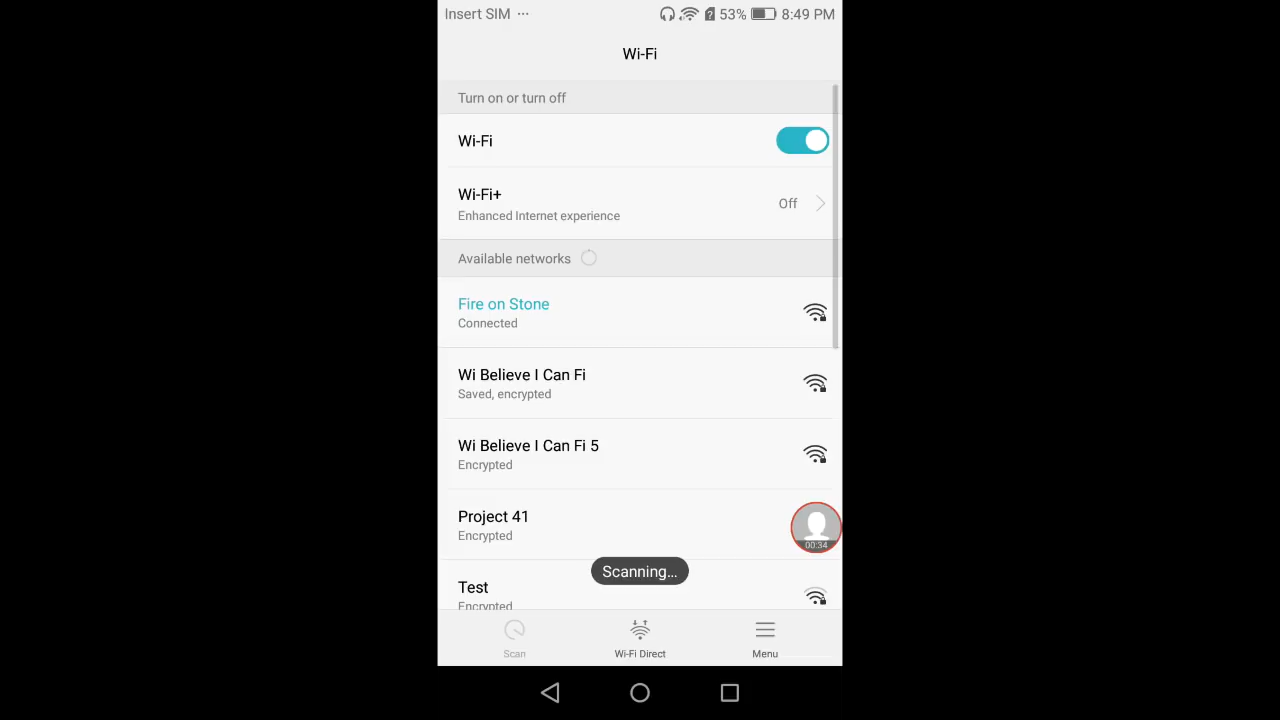 Insert SIM ... 53% 8:49 PM
Wi-Fi
Turn on or turn off
Wi-Fi
Wi-Fi+
Off
Enhanced Internet experience
Available networks
Fire on Stone
Connected
Wi Believe I Can Fi
Saved, encrypted
Wi Believe I Can Fi 5
Encrypted
Project 41
Encrypted
00:34
Scanning...
Test
Encrypted
Scan Wi-Fi Direct Menu